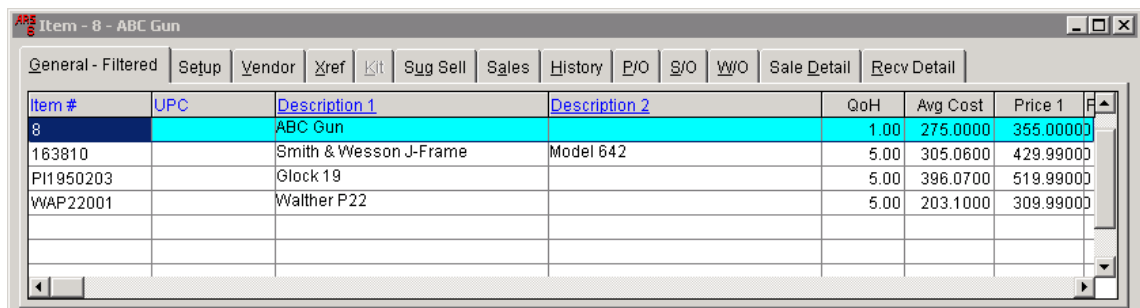 ARS
6
Item - 8 - ABC Gun
General - Filtered Setup Vendor Xref Kit Sug Sell Sales History P/O S/O W/O Sale Detail Recv Detail
Item # UPC Description 1 Description 2 QoH Avg Cost Price 1
8 ABC Gun 1.00 275.0000 355.00000
163810 Smith & Wesson J-Frame Model 642 5.00 305.0600 429.99000
PI1950203 Glock 19 5.00 396.0700 519.99000
WAP22001 Walther P22 5.00 203.1000 309.99000